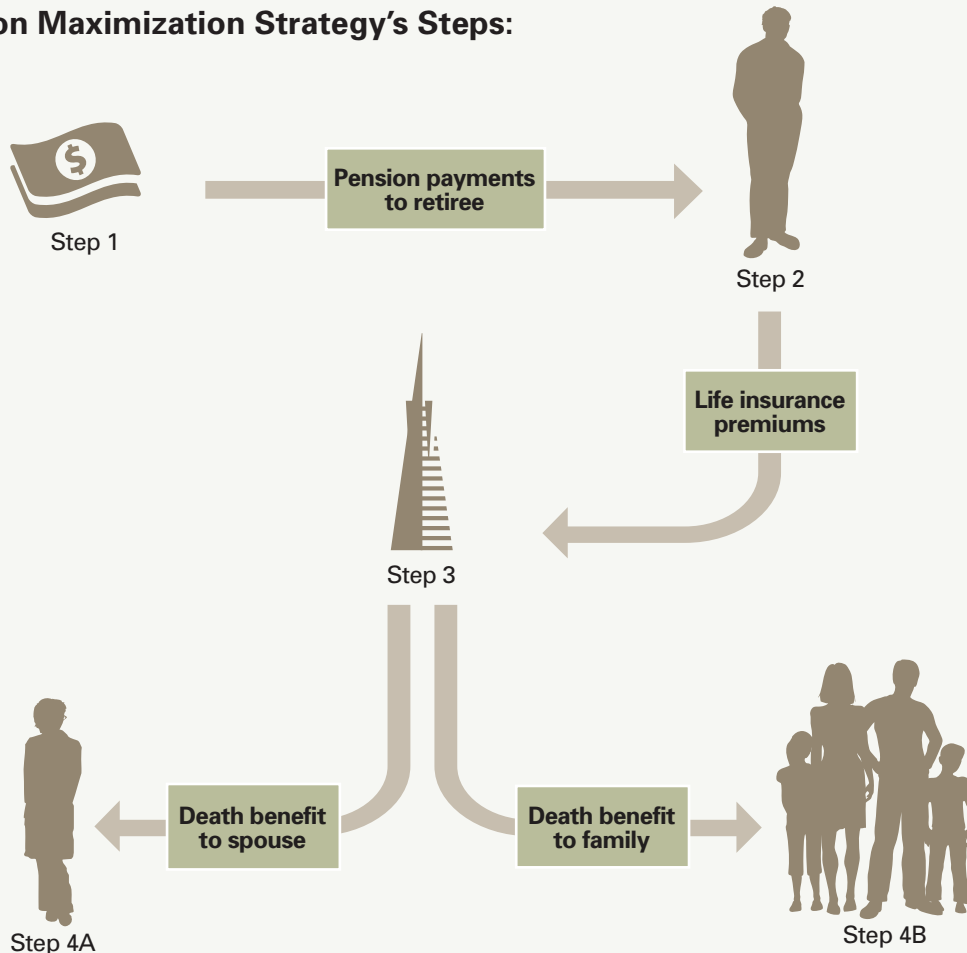 on Maximization Strategy’s Steps:
Pension payments
to retiree
Step 1
Step 2
Life insurance
premiums
Step 3
Death benefit
to spouse
Death benefit
to family
Step 4A
Step 4B